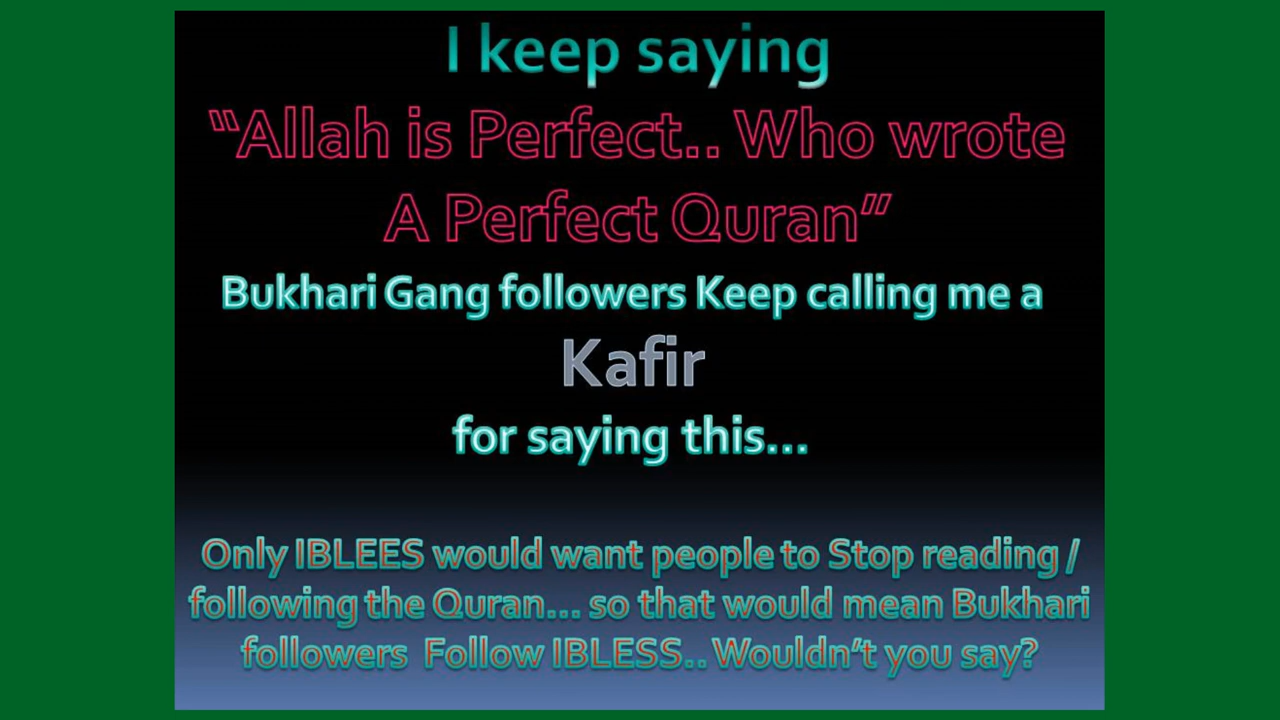 I keep saying
“Allah is Perfect.. Who wrote
A Perfect Quran”
Bukhari Gang followers Keep calling me a
Kafir
for saying this...
Only IBLEES would want people to Stop reading /
following the Quran... so that would mean Bukhari
followers Follow IBLESS.. Wouldn’t you say?